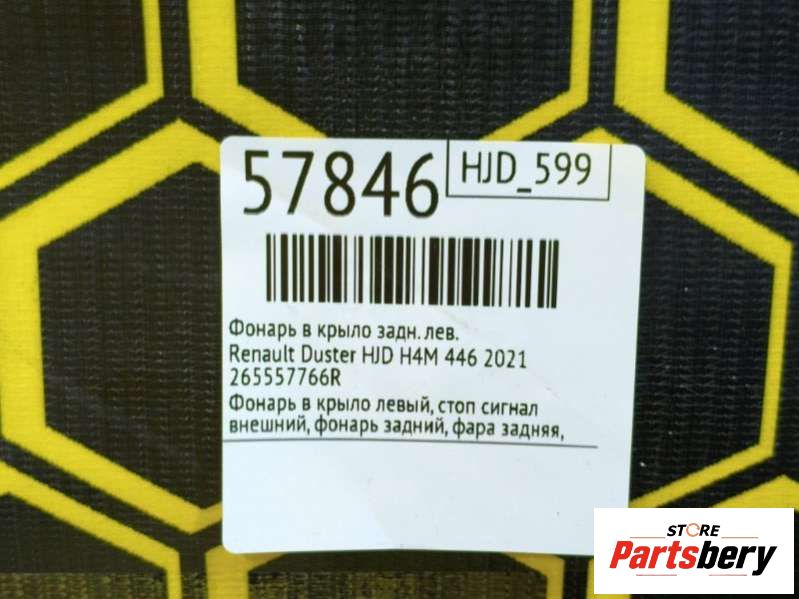 57846
HJD_599
Фонарь в крыло задн. лев.
Renault Duster HJD H4M 446 2021
265557766R
Фонарь в крыло левый, стоп сигнал
внешний, фонарь задний, фара задняя,
STORE
Partsbery